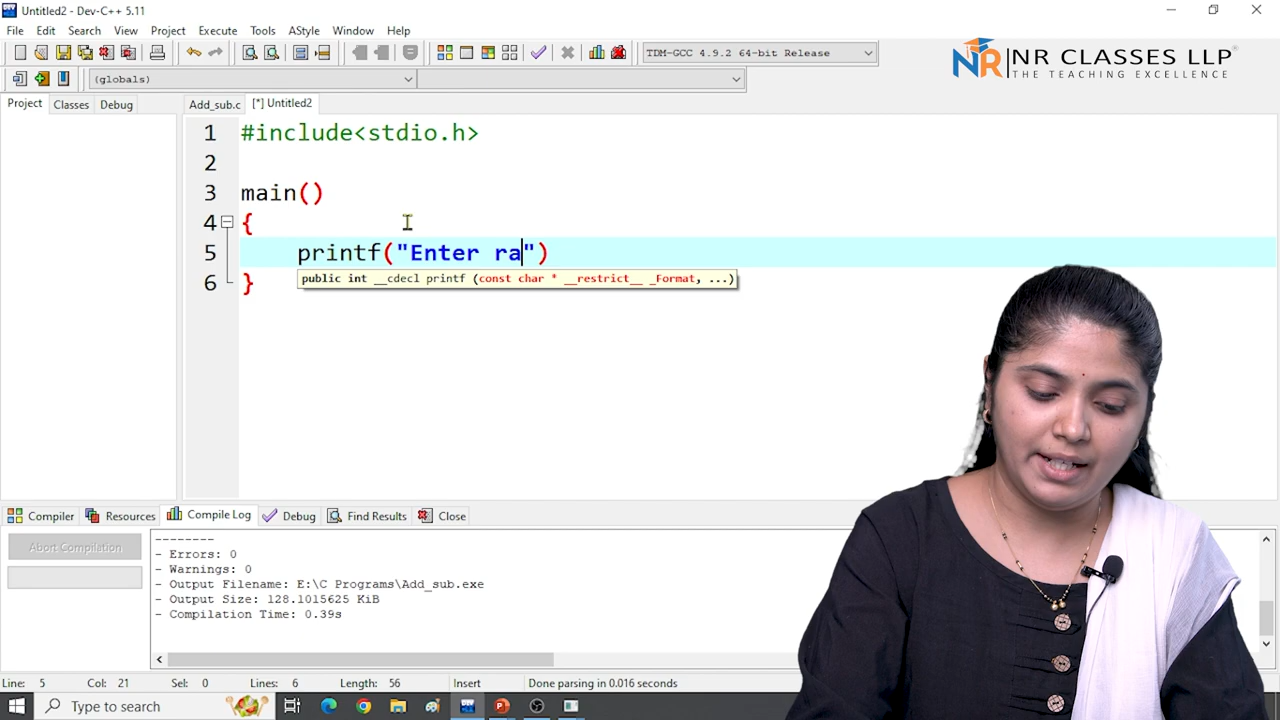 Untitled2 - Dev-C++ 5.11
File Edit Search View Project Execute Tools AStyle Window Help
TDM-GCC 4.9.2 64-bit Release
NR NR CLASSES LLP
THE TEACHING EXCELLENCE
(globals)
Project Classes Debug Add_sub.c [*] Untitled2
1 #include<stdio.h>
2
3 main()
4 {
5 printf("Enter ra")
public int __cdecl printf (const char * __restrict__ _Format, ...)
6 }
Compiler Resources Compile Log Debug Find Results Close
Abort Compilation
--------
- Errors: 0
- Warnings: 0
- Output Filename: E:\C Programs\Add_sub.exe
- Output Size: 128.1015625 KiB
- Compilation Time: 0.39s
Line: 5 Col: 21 Sel: 0 Lines: 6 Length: 56 Insert Done parsing in 0.016 seconds
Type to search